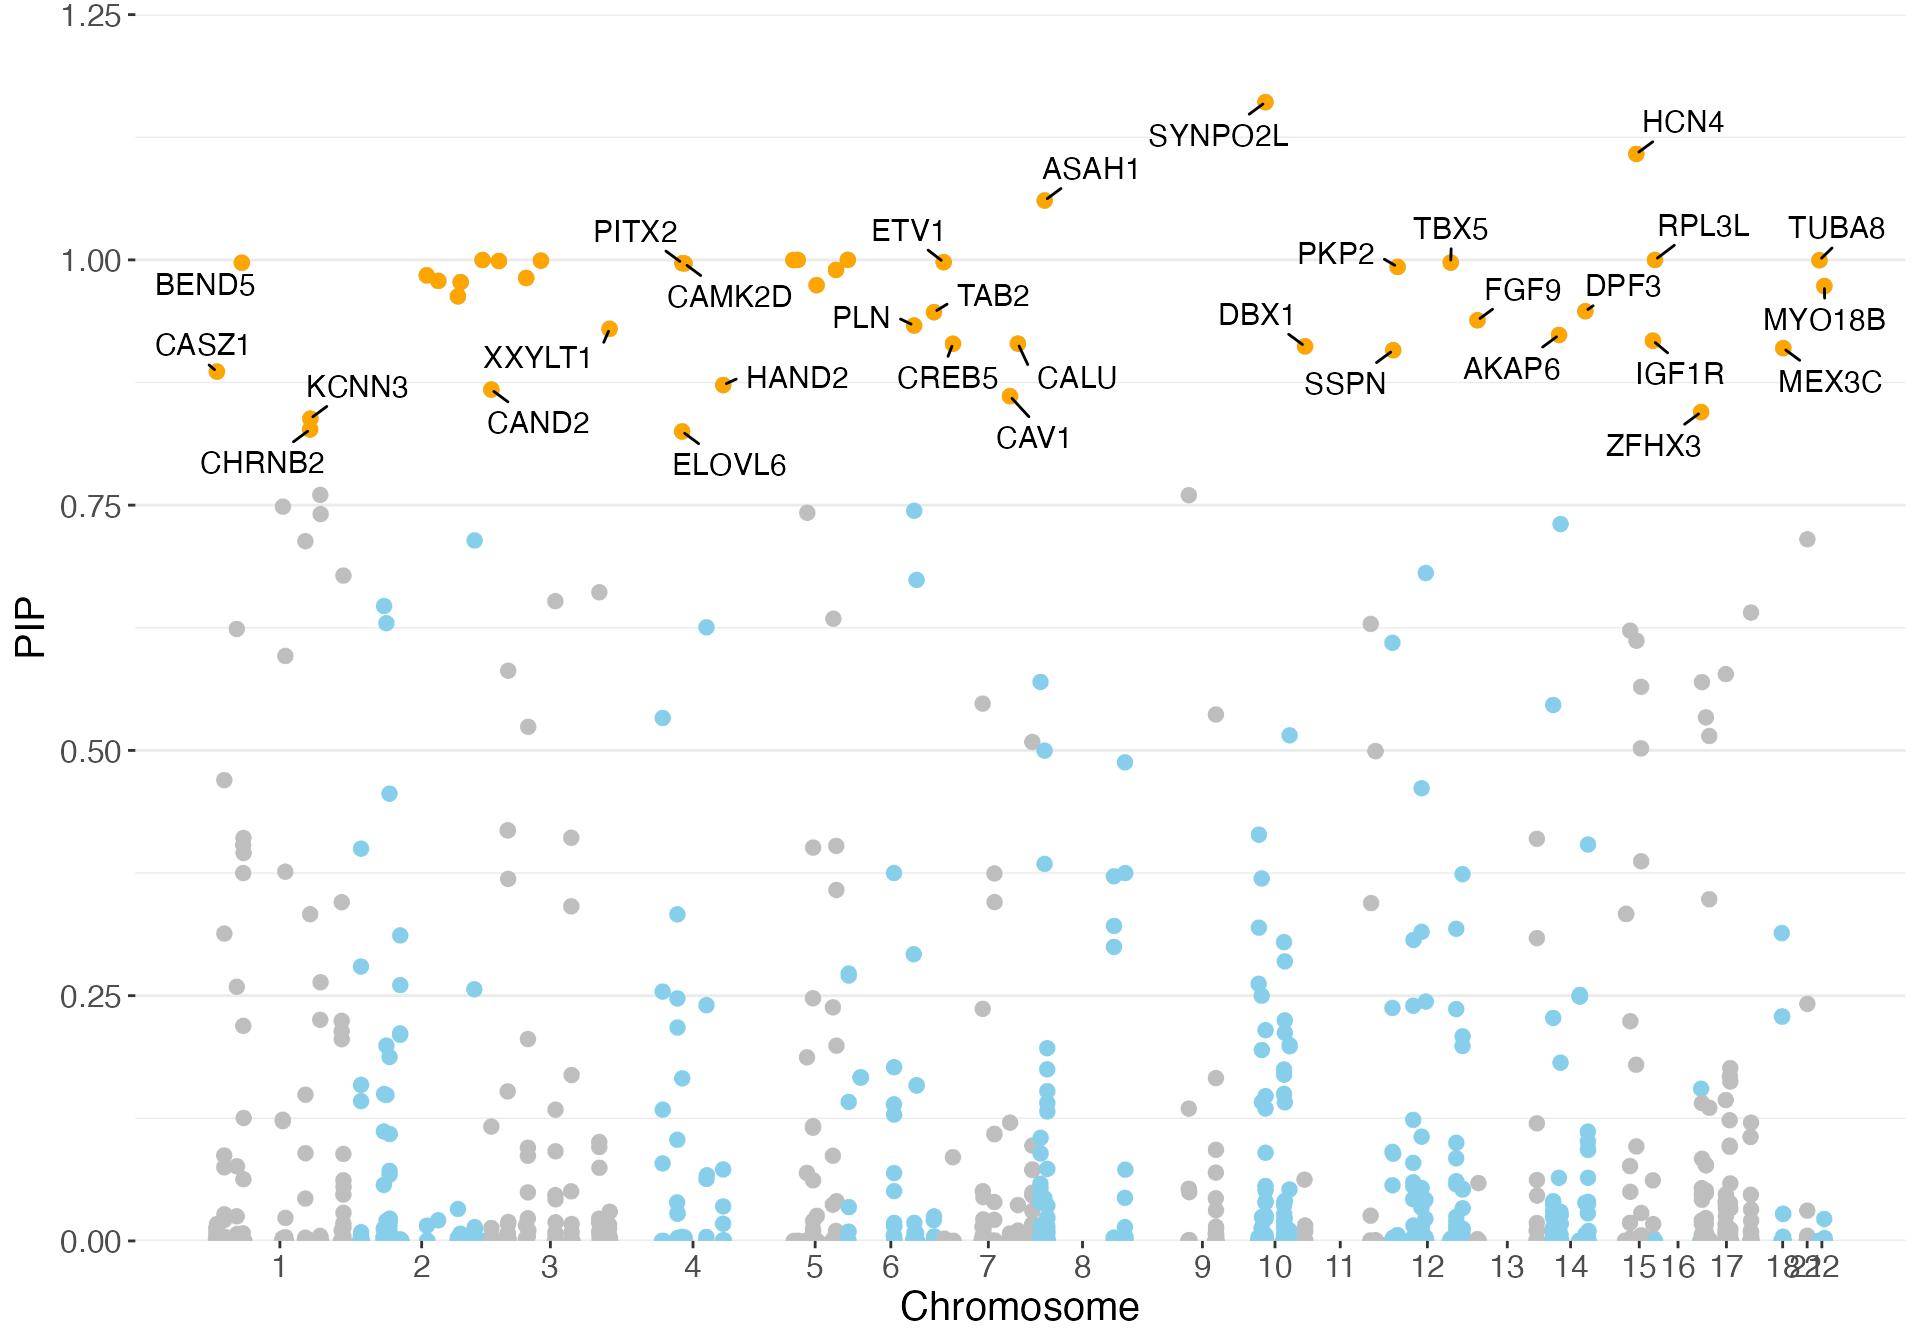 1.25
SYNPO2L
HCN4
ASAH1
PITX2
ETV1
TBX5
RPL3L
TUBA8
1.00
BEND5
CAMK2D
PKP2
FGF9
DPF3
PLN
TAB2
DBX1
MYO18B
CASZ1
XXYLT1
HAND2
CREB5
CALU
SSPN
AKAP6
IGF1R
MEX3C
KCNN3
CAND2
CAV1
ZFHX3
CHRNB2
ELOVL6
0.75
PIP
0.50
0.25
0.00
1 2 3 4 5 6 7 8 9 10 11 12 13 14 15 16 17 18
Chromosome